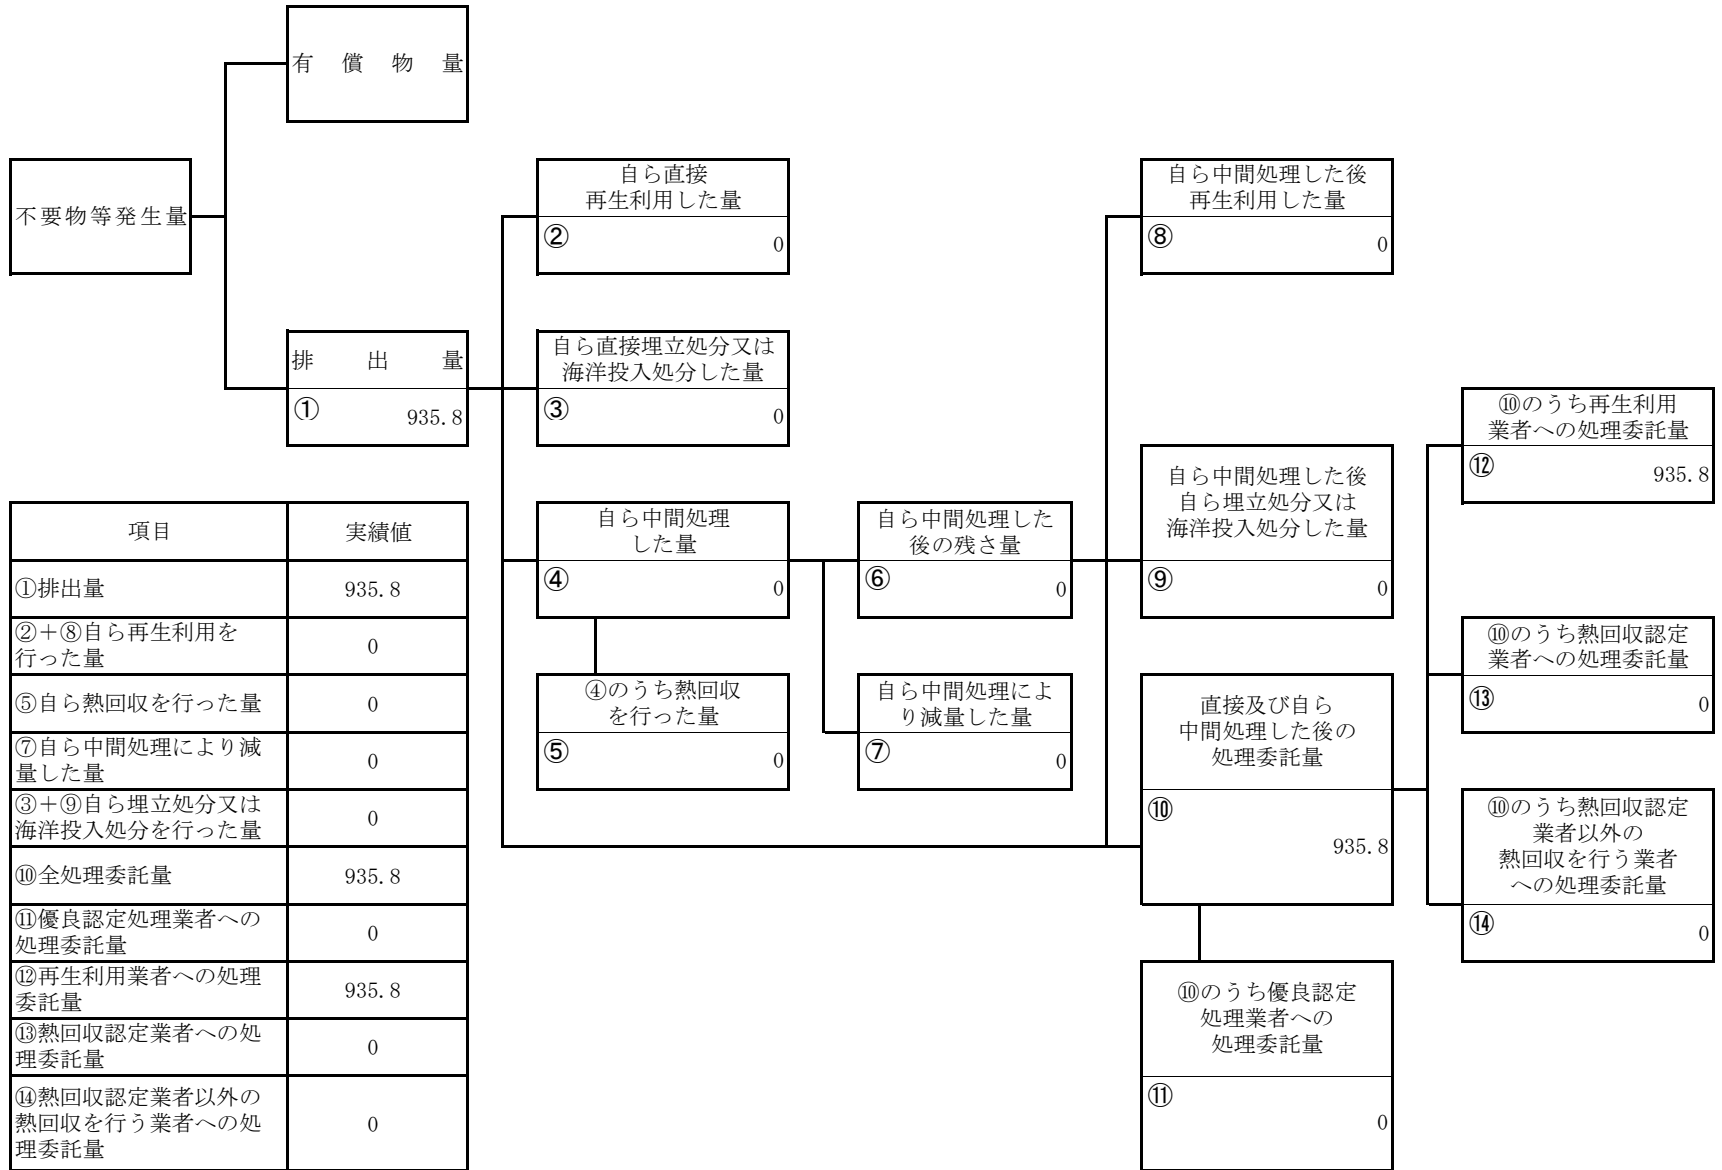 有償物量
不要物等発生量
排出量
① 935.8
自ら直接
再生利用した量
② 0
自ら直接埋立処分又は
海洋投入処分した量
③ 0
自ら中間処理
した量
④ 0
④のうち熱回収
を行った量
⑤ 0
自ら中間処理した
後の残さ量
⑥ 0
自ら中間処理によ
り減量した量
⑦ 0
自ら中間処理した後
再生利用した量
⑧ 0
自ら中間処理した後
自ら埋立処分又は
海洋投入処分した量
⑨ 0
直接及び自ら
中間処理した後の
処理委託量
⑩
935.8
⑩のうち優良認定
処理業者への
処理委託量
⑪
0
⑩のうち再生利用
業者への処理委託量
⑫ 935.8
⑩のうち熱回収認定
業者への処理委託量
⑬ 0
⑩のうち熱回収認定
業者以外の
熱回収を行う業者
への処理委託量
⑭ 0
項目 実績値
①排出量 935.8
②＋⑧自ら再生利用を
行った量 0
⑤自ら熱回収を行った量 0
⑦自ら中間処理により減
量した量 0
③＋⑨自ら埋立処分又は
海洋投入処分を行った量 0
⑩全処理委託量 935.8
⑪優良認定処理業者への
処理委託量 0
⑫再生利用業者への処理
委託量 935.8
⑬熱回収認定業者への処
理委託量 0
⑭熱回収認定業者以外の
熱回収を行う業者への処
理委託量 0